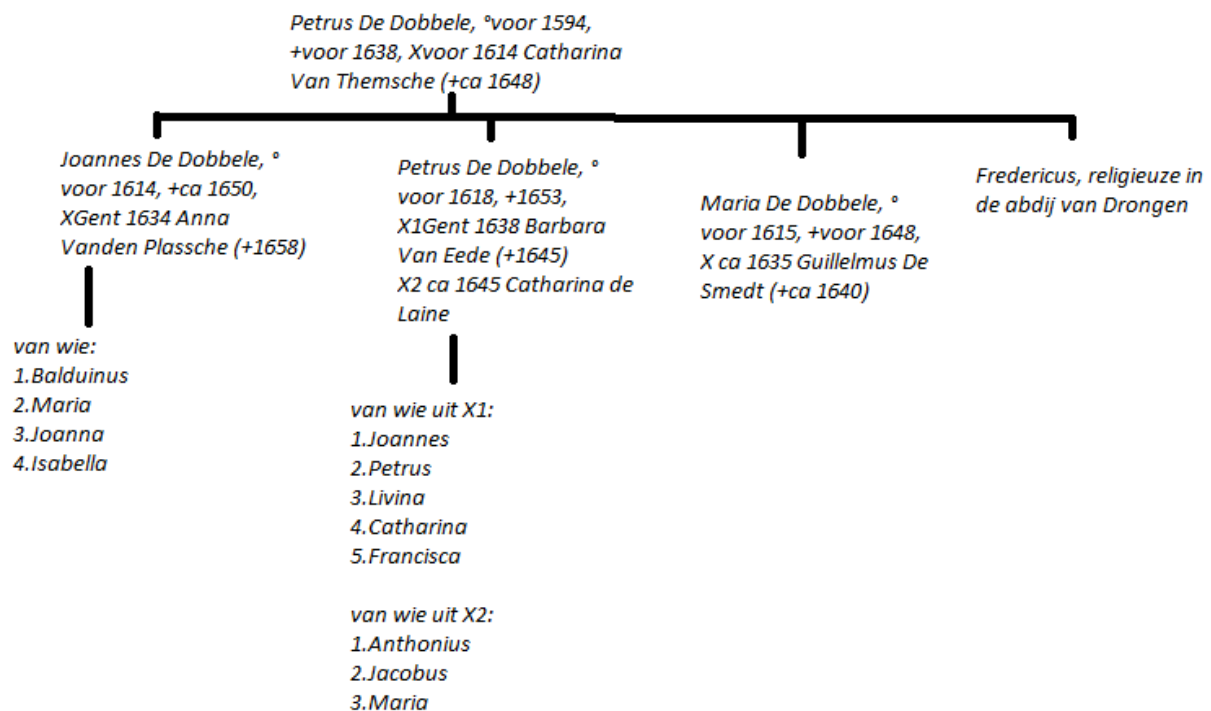 Petrus De Dobbele, °voor 1594,
+voor 1638, Xvoor 1614 Catharina
Van Themsche (+ca 1648)
Joannes De Dobbele, °
voor 1614, +ca 1650,
XGent 1634 Anna
Vanden Plassche (+1658)
van wie:
1.Balduinus
2.Maria
3.Joanna
4.Isabella
Petrus De Dobbele, °
voor 1618, +1653,
X1Gent 1638 Barbara
Van Eede (+1645)
X2 ca 1645 Catharina de
Laine
van wie uit X1:
1.Joannes
2.Petrus
3.Livina
4.Catharina
5.Francisca
van wie uit X2:
1.Anthonius
2.Jacobus
3.Maria
Maria De Dobbele, °
voor 1615, +voor 1648,
X ca 1635 Guillelmus De
Smedt (+ca 1640)
Fredericus, religieuze in
de abdij van Drongen